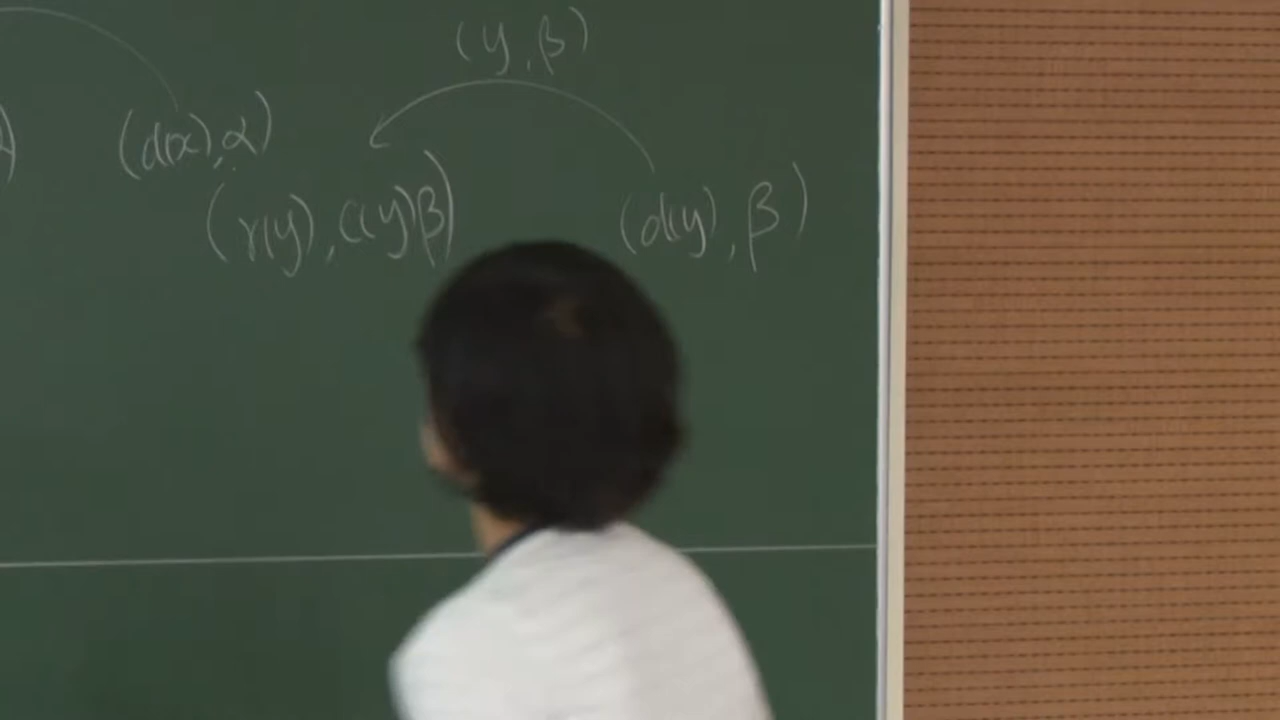 (y, β)
(d(x), α)
(r(y), c(y)β)
(d(y), β)